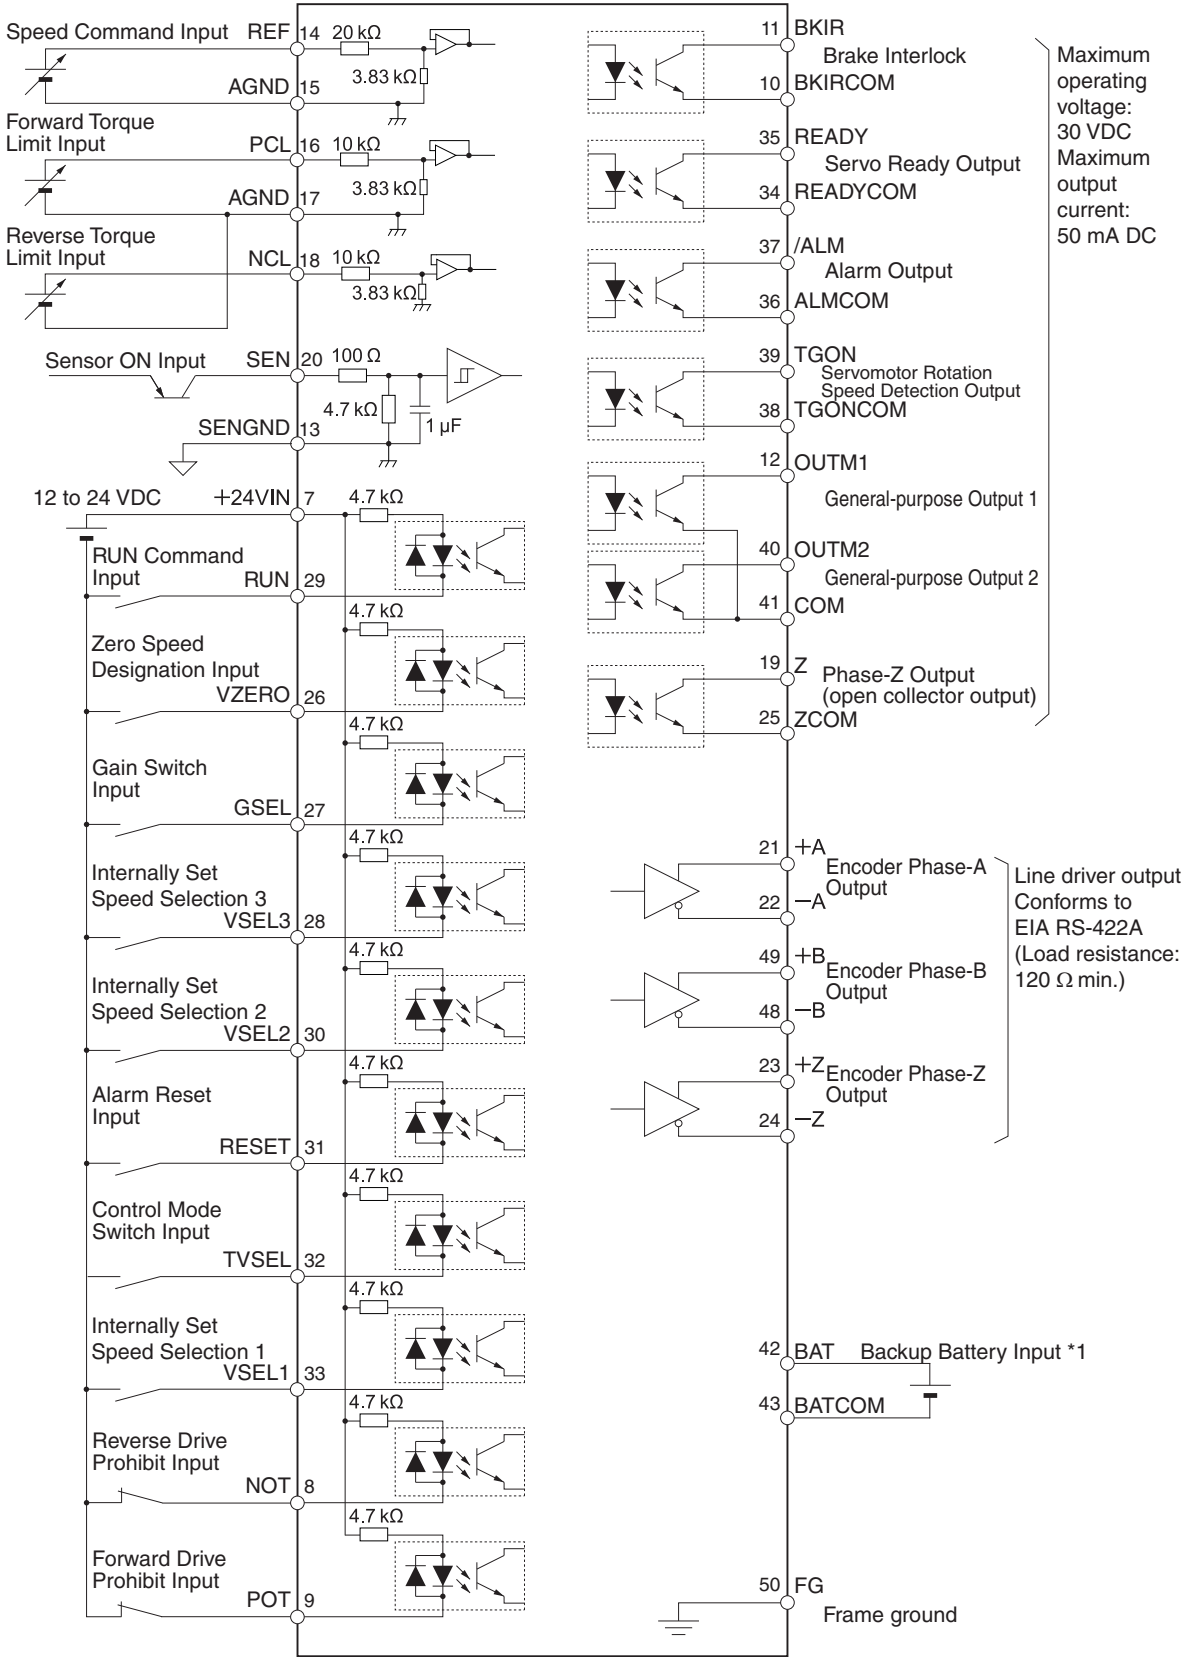 Speed Command Input REF 14 20 kΩ
3.83 kΩ
AGND 15
Forward Torque
Limit Input PCL 16 10 kΩ
3.83 kΩ
AGND 17
Reverse Torque
Limit Input NCL 18 10 kΩ
3.83 kΩ
Sensor ON Input SEN 20 100 Ω
4.7 kΩ
1 μF
SENGND 13
12 to 24 VDC +24VIN 7 4.7 kΩ
RUN Command
Input
RUN 29
4.7 kΩ
Zero Speed
Designation Input
VZERO 26
4.7 kΩ
Gain Switch
Input
GSEL 27
4.7 kΩ
Internally Set
Speed Selection 3
VSEL3 28
4.7 kΩ
Internally Set
Speed Selection 2
VSEL2 30
4.7 kΩ
Alarm Reset
Input
RESET 31
4.7 kΩ
Control Mode
Switch Input
TVSEL 32
4.7 kΩ
Internally Set
Speed Selection 1
VSEL1 33
4.7 kΩ
Reverse Drive
Prohibit Input
NOT 8
4.7 kΩ
Forward Drive
Prohibit Input
POT 9
11 BKIR
Brake Interlock
10 BKIRCOM
35 READY
Servo Ready Output
34 READYCOM
37 /ALM
Alarm Output
36 ALMCOM
39 TGON
Servomotor Rotation
Speed Detection Output
38 TGONCOM
12 OUTM1
General-purpose Output 1
40 OUTM2
General-purpose Output 2
41 COM
19 Z
Phase-Z Output
(open collector output)
25 ZCOM
Maximum
operating
voltage:
30 VDC
Maximum
output
current:
50 mA DC
21 +A
Encoder Phase-A
Output
22 −A
49 +B
Encoder Phase-B
Output
48 −B
23 +Z
Encoder Phase-Z
Output
24 −Z
Line driver output
Conforms to
EIA RS-422A
(Load resistance:
120 Ω min.)
42 BAT Backup Battery Input *1
43 BATCOM
50 FG
Frame ground